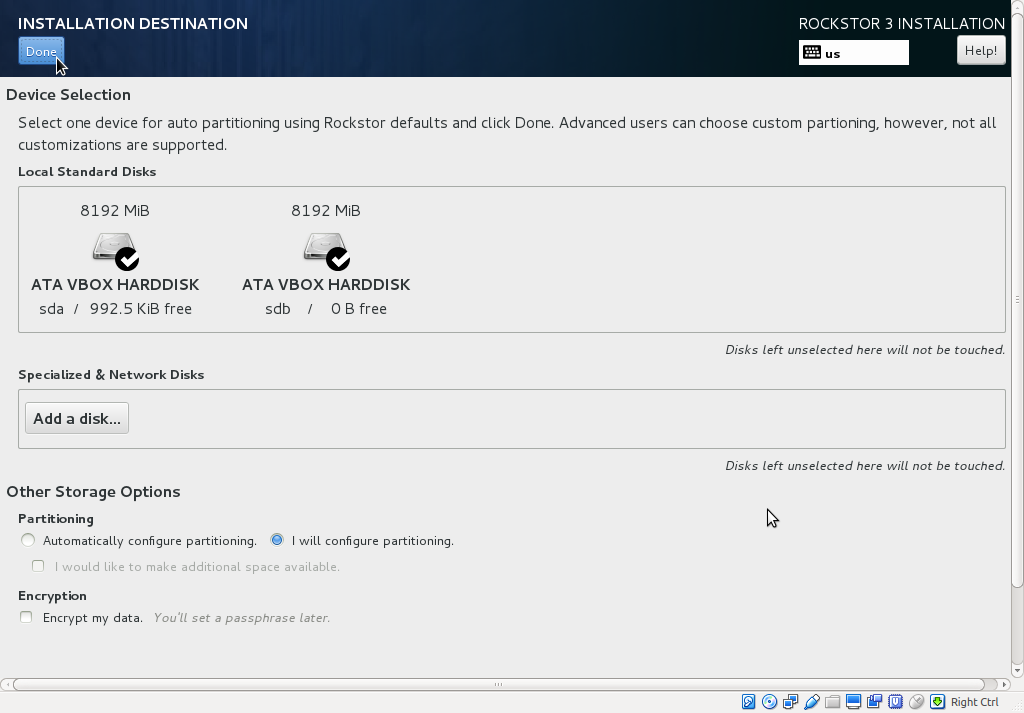 INSTALLATION DESTINATION
ROCKSTOR 3 INSTALLATION
Done
us
Help!
Device Selection
Select one device for auto partitioning using Rockstor defaults and click Done. Advanced users can choose custom partioning, however, not all
customizations are supported.
Local Standard Disks
8192 MiB
8192 MiB
ATA VBOX HARDDISK
ATA VBOX HARDDISK
sda / 992.5 KiB free
sdb / 0 B free
Disks left unselected here will not be touched.
Specialized & Network Disks
Add a disk...
Disks left unselected here will not be touched.
Other Storage Options
Partitioning
Automatically configure partitioning.
I will configure partitioning.
I would like to make additional space available.
Encryption
Encrypt my data. You'll set a passphrase later.
Right Ctrl